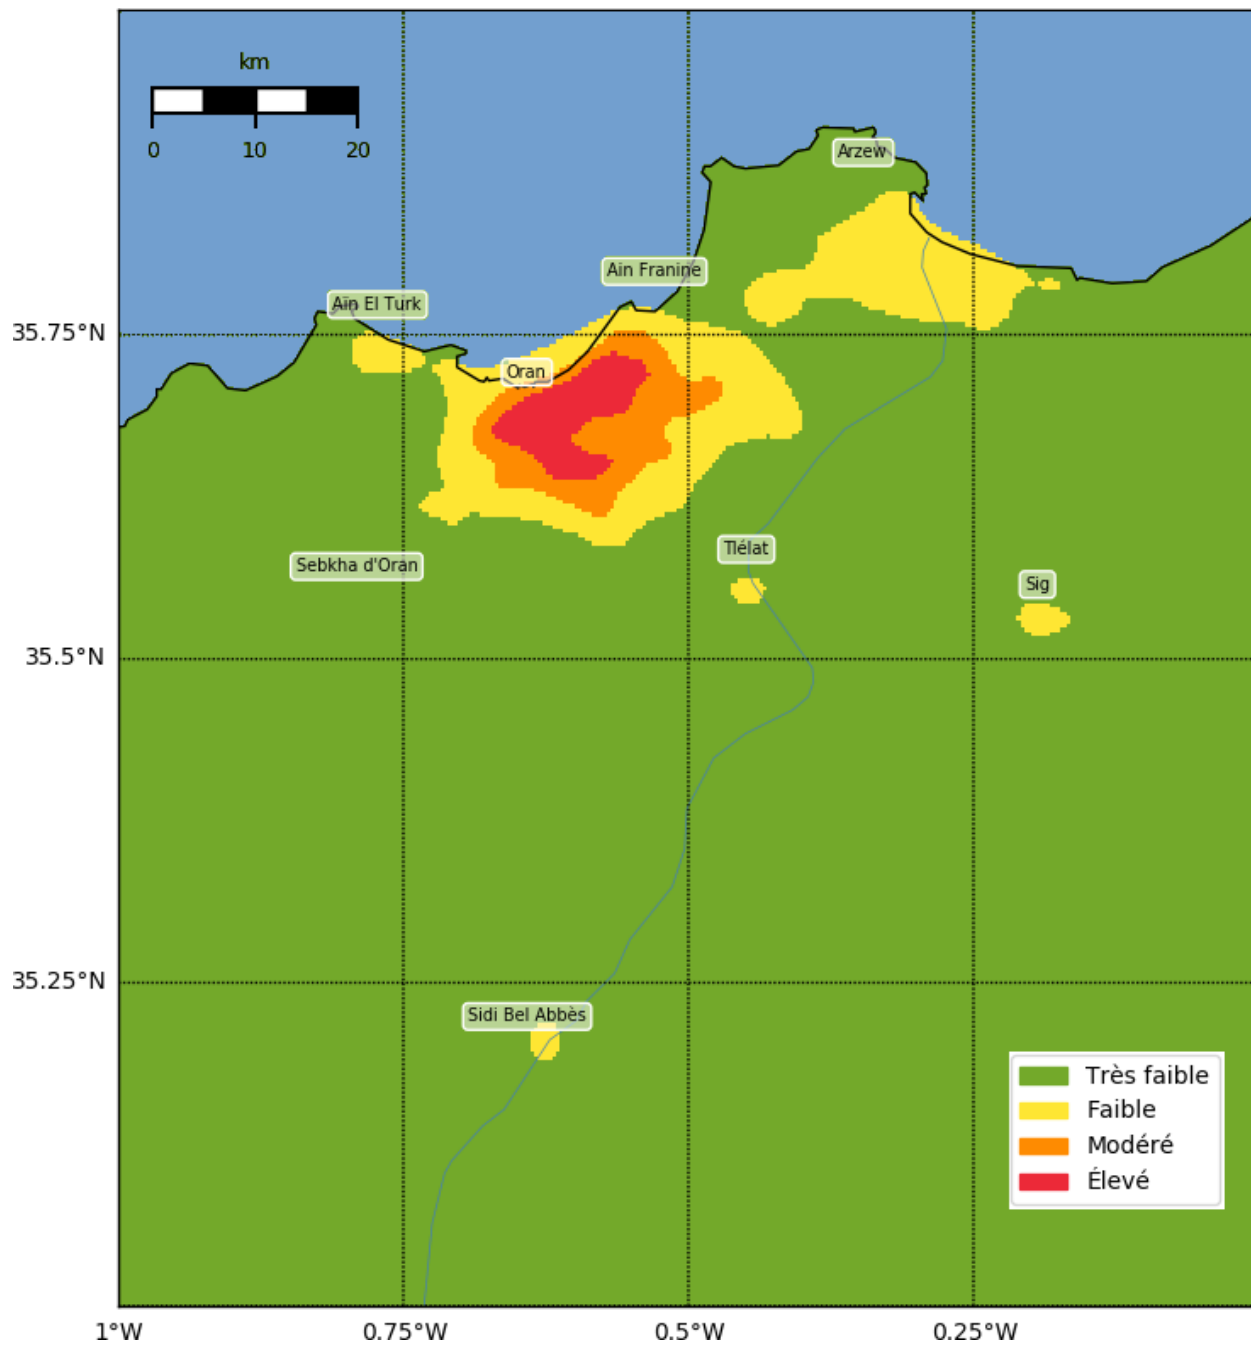 km
0 10 20
Arzew
Ain Franine
Aïn El Turk
35.75°N
Oran
Tlélat
Sebkha d'Oran
Sig
35.5°N
35.25°N
Sidi Bel Abbès
Très faible
Faible
Modéré
Élevé
1°W 0.75°W 0.5°W 0.25°W